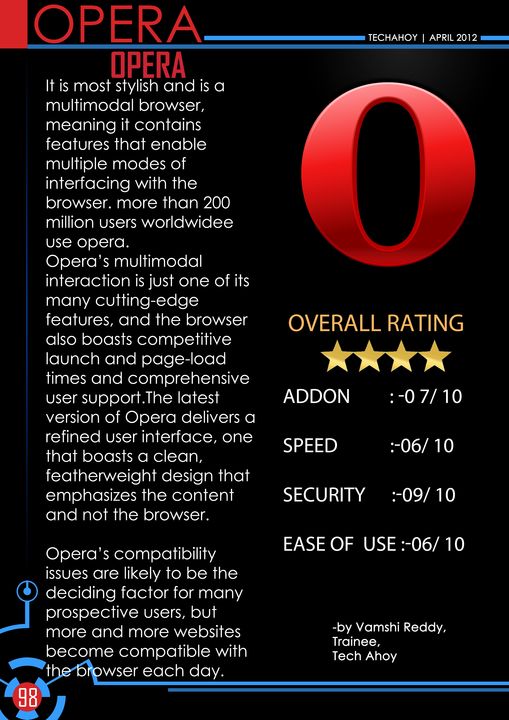 OPERA
TECHAHOY | APRIL 2012
OPERA
It is most stylish and is a
multimodal browser,
meaning it contains
features that enable
multiple modes of
interfacing with the
browser. more than 200
million users worldwidee
use opera.
Opera's multimodal
interaction is just one of its
many cutting-edge
features, and the browser
also boasts competitive
launch and page-load
times and comprehensive
user support.The latest
version of Opera delivers a
refined user interface, one
that boasts a clean,
featherweight design that
emphasizes the content
and not the browser.
Opera's compatibility
issues are likely to be the
deciding factor for many
prospective users, but
more and more websites
become compatible with
the browser each day.
OVERALL RATING
ADDON : -0 7/ 10
SPEED :-06/ 10
SECURITY :-09/ 10
EASE OF USE :-06/ 10
-by Vamshi Reddy,
Trainee,
Tech Ahoy
98